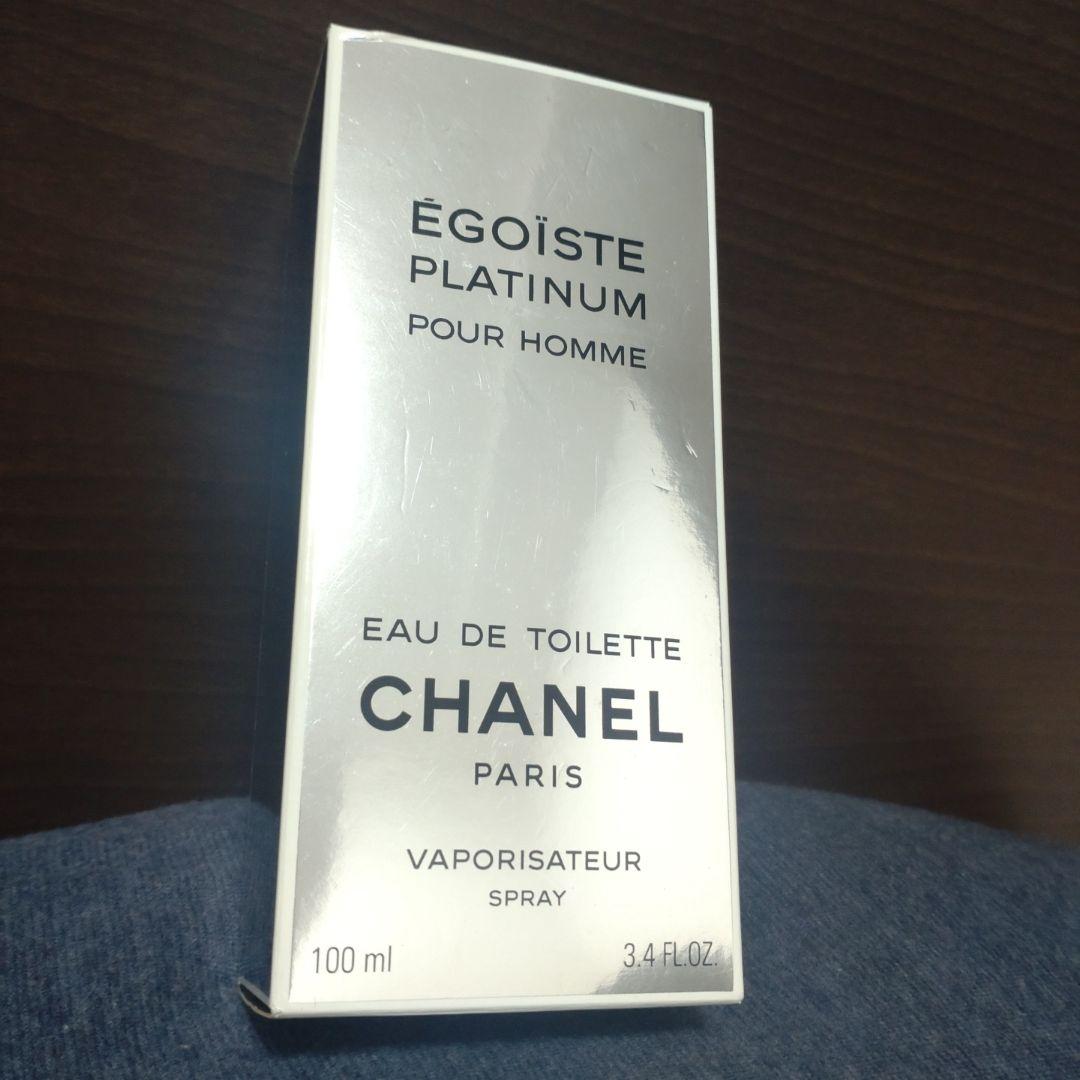 ÉGOÏSTE
PLATINUM
POUR HOMME
EAU DE TOILETTE
CHANEL
PARIS
VAPORISATEUR
SPRAY
100 ml 3.4 FL.OZ.